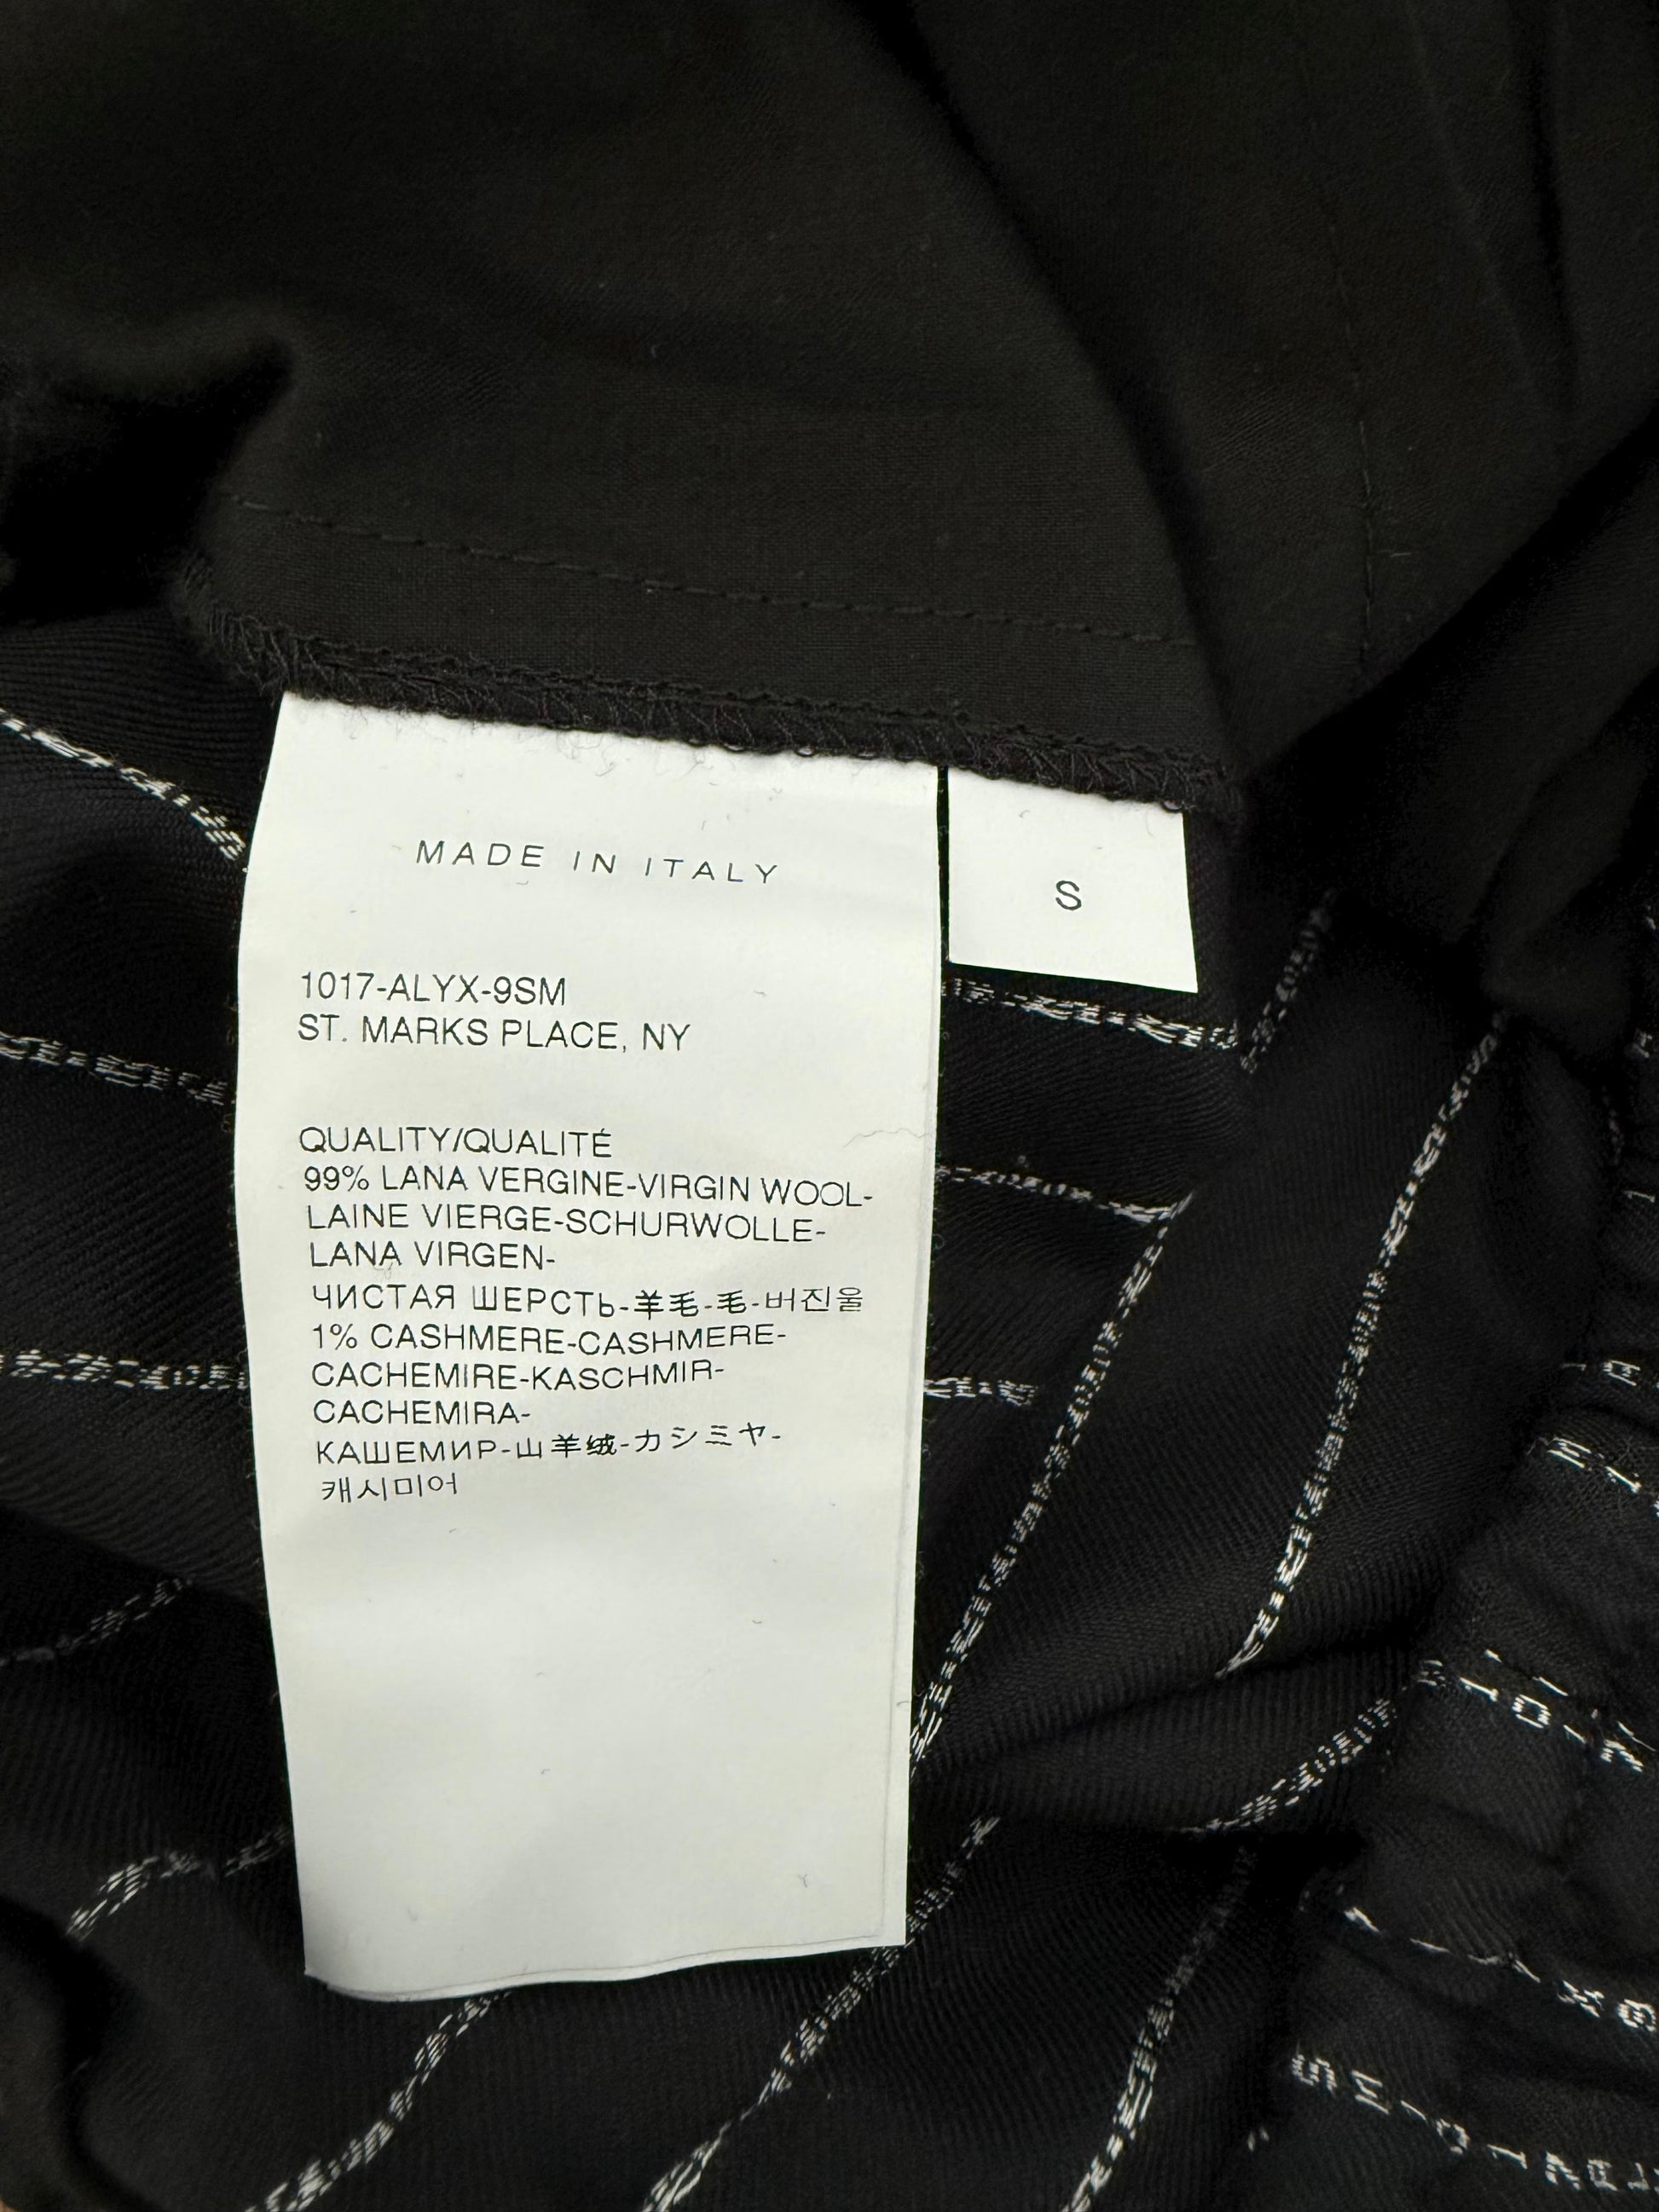 MADE IN ITALY
S
1017-ALYX-9SM
ST. MARKS PLACE, NY
QUALITY/QUALITÉ
99% LANA VERGINE-VIRGIN WOOL-
LAINE VIERGE-SCHURWOLLE-
LANA VIRGEN-
ЧИСТАЯ ШЕРСТЬ-羊毛-毛-버진울
1% CASHMERE-CASHMERE-
CACHEMIRE-KASCHMIR-
CACHEMIRA-
КАШЕМИР-山羊绒-カシミヤ-
캐시미어